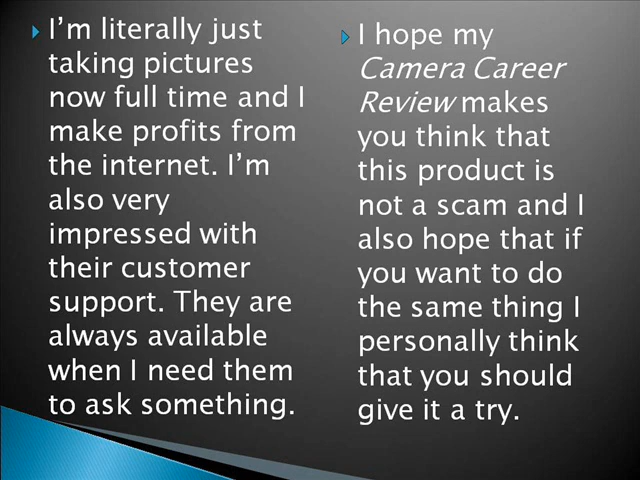 I’m literally just
taking pictures
now full time and I
make profits from
the internet. I’m
also very
impressed with
their customer
support. They are
always available
when I need them
to ask something.
I hope my
Camera Career
Review makes
you think that
this product is
not a scam and I
also hope that if
you want to do
the same thing I
personally think
that you should
give it a try.